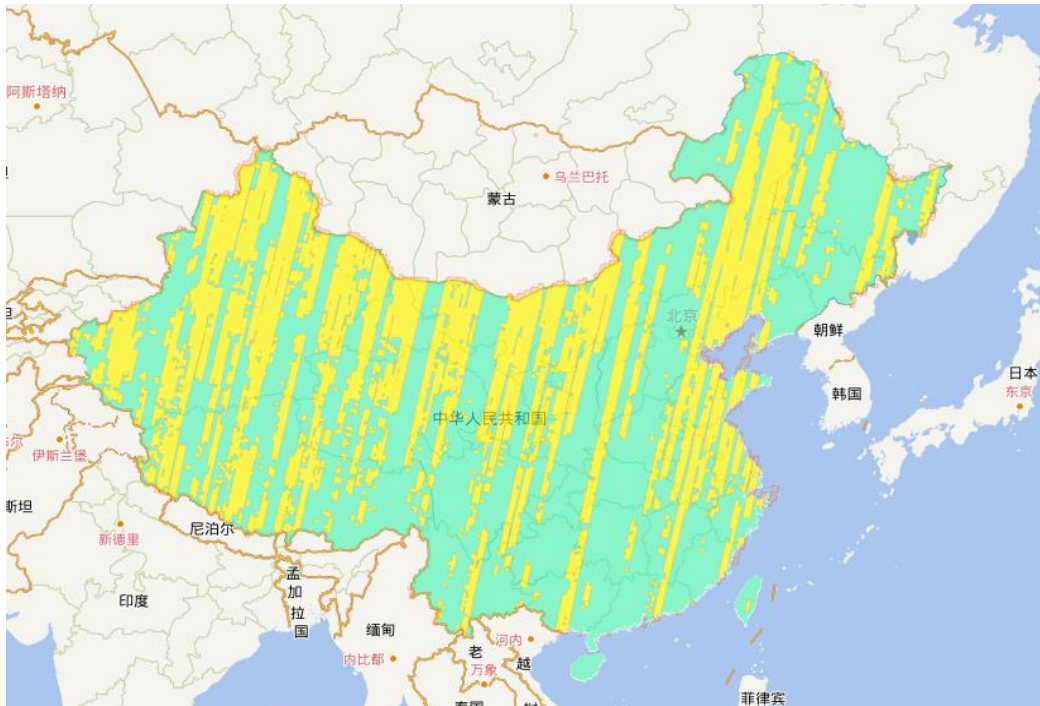 阿斯塔纳
乌兰巴托
蒙古
北京
朝鲜
韩国
日本
东京
中华人民共和国
伊斯兰堡
斯坦
新德里
尼泊尔
印度
孟
加
拉
国
缅甸
内比都
河内
老
越
万象
菲律宾